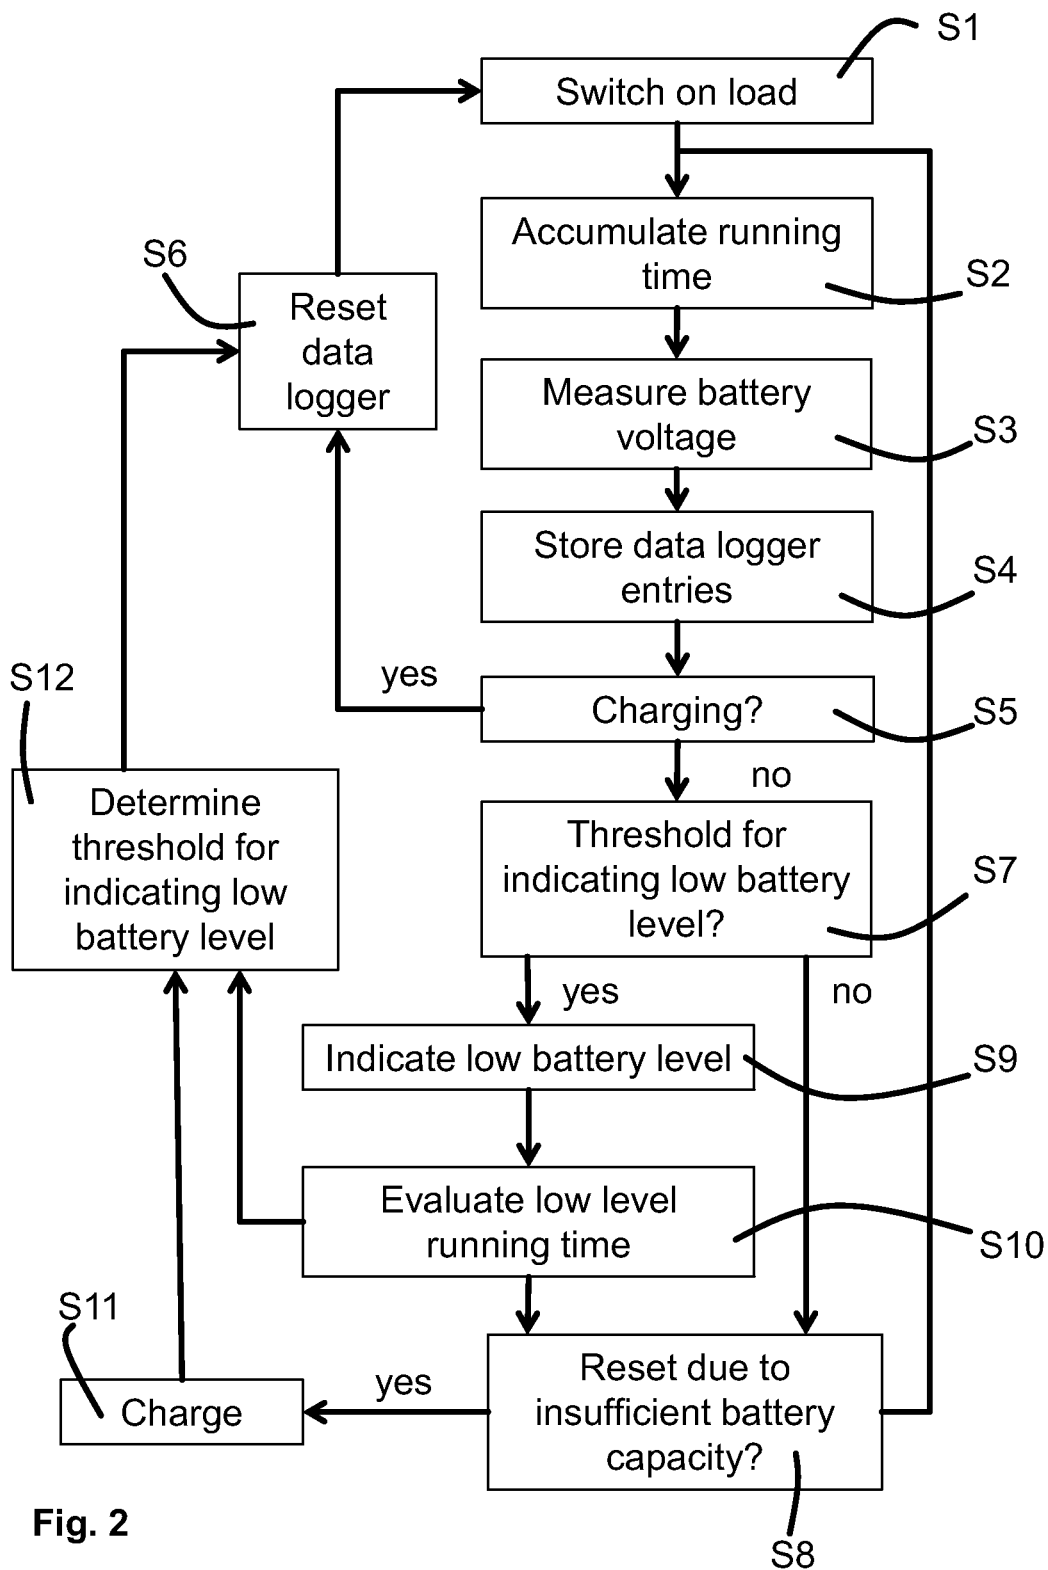 S1
Switch on load
Accumulate running
time
S2
S6
Reset
data
logger
Measure battery
voltage
S3
Store data logger
entries
S4
yes
Charging?
S5
no
S12
Determine
threshold for
indicating low
battery level
Threshold for
indicating low battery
level?
S7
yes
no
Indicate low battery level
S9
Evaluate low level
running time
S10
S11
Charge
yes
Reset due to
insufficient battery
capacity?
S8
Fig. 2